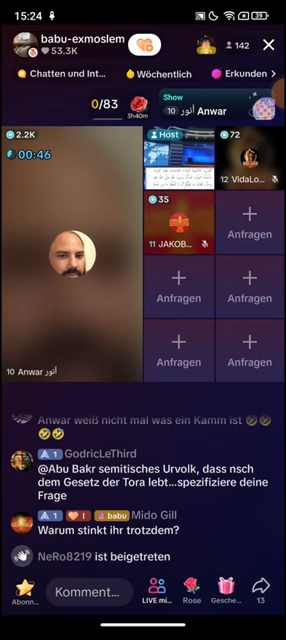 15:24
39
babu-exmoslem
53.3K
142
Chatten und Int...
Wöchentlich
Erkunden
0/83
3h40m
Show
10 أنور Anwar
2.2K
00:46
Host
72
12 VidaLo...
35
11 JAKOB...
Anfragen
Anfragen
Anfragen
Anfragen
Anfragen
Anfragen
10 Anwar أنور
Anwar weiß nicht mal was ein Kamm ist 🤣🤣
🤣🤣
A 1 GodricLeThird
@Abu Bakr semitisches Urvolk, dass nsch
dem Gesetz der Tora lebt...spezifiziere deine
Frage
A 1 I babu Mido Gill
Warum stinkt ihr trotzdem?
NeRo8219 ist beigetreten
Abonn...
Komment...
LIVE mi...
Rose
Gesche...
13